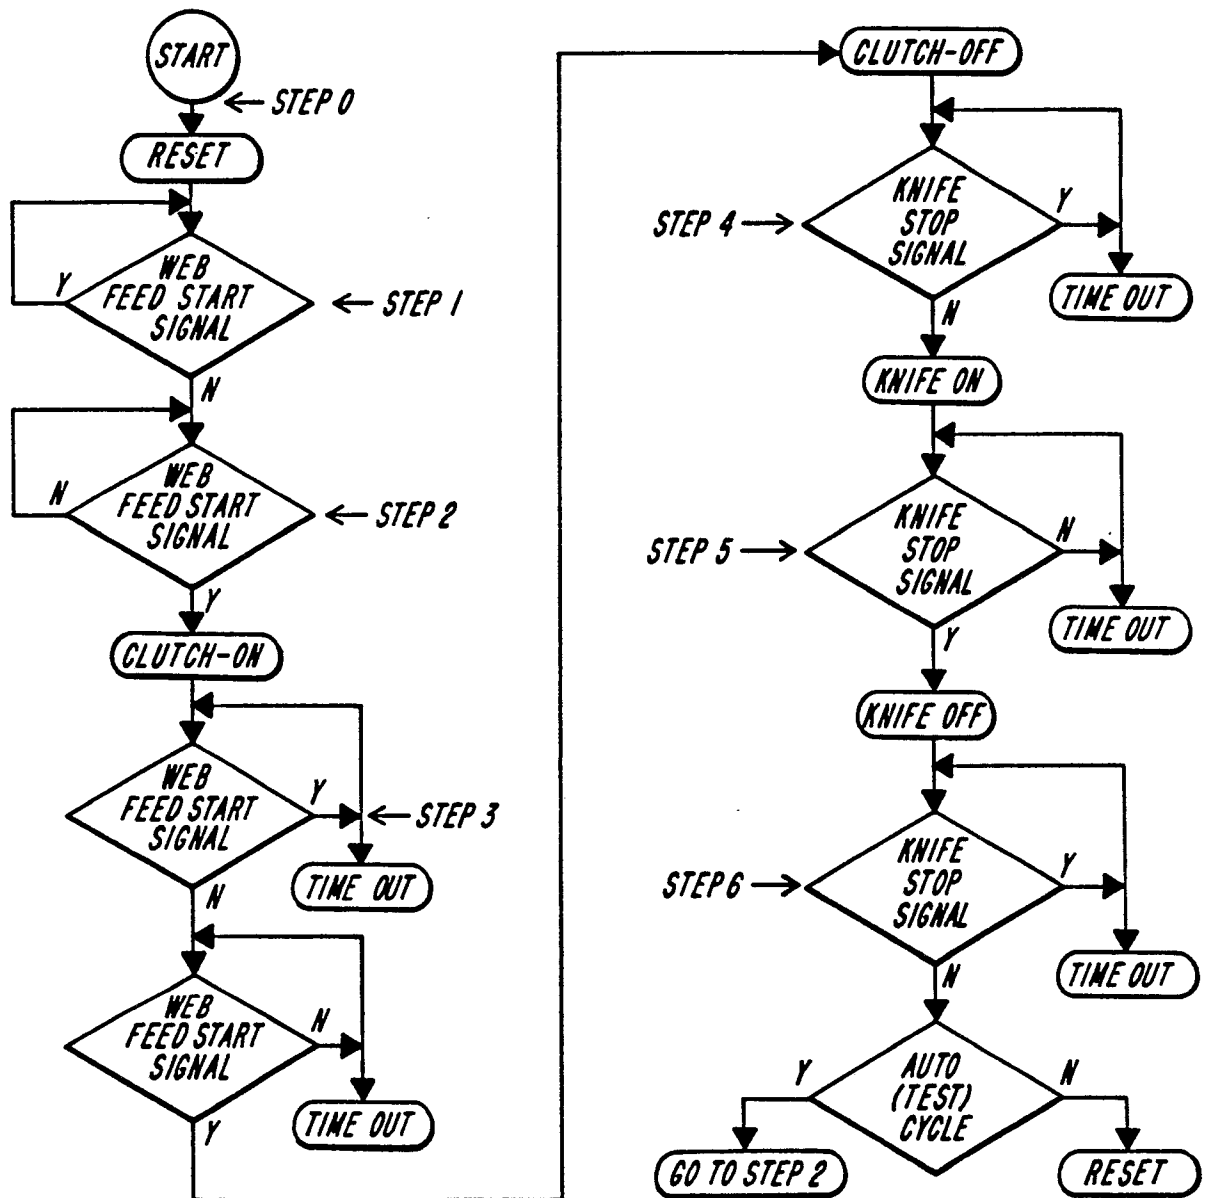 START
← STEP 0
RESET
WEB
FEED START
SIGNAL
Y
← STEP 1
N
WEB
FEED START
SIGNAL
N
← STEP 2
Y
CLUTCH-ON
WEB
FEED START
SIGNAL
Y
← STEP 3
TIME OUT
N
WEB
FEED START
SIGNAL
N
TIME OUT
Y
CLUTCH-OFF
KNIFE
STOP
SIGNAL
Y
STEP 4 →
TIME OUT
N
KNIFE ON
KNIFE
STOP
SIGNAL
N
STEP 5 →
TIME OUT
Y
KNIFE OFF
KNIFE
STOP
SIGNAL
Y
STEP 6 →
TIME OUT
N
AUTO
(TEST)
CYCLE
Y
N
GO TO STEP 2
RESET